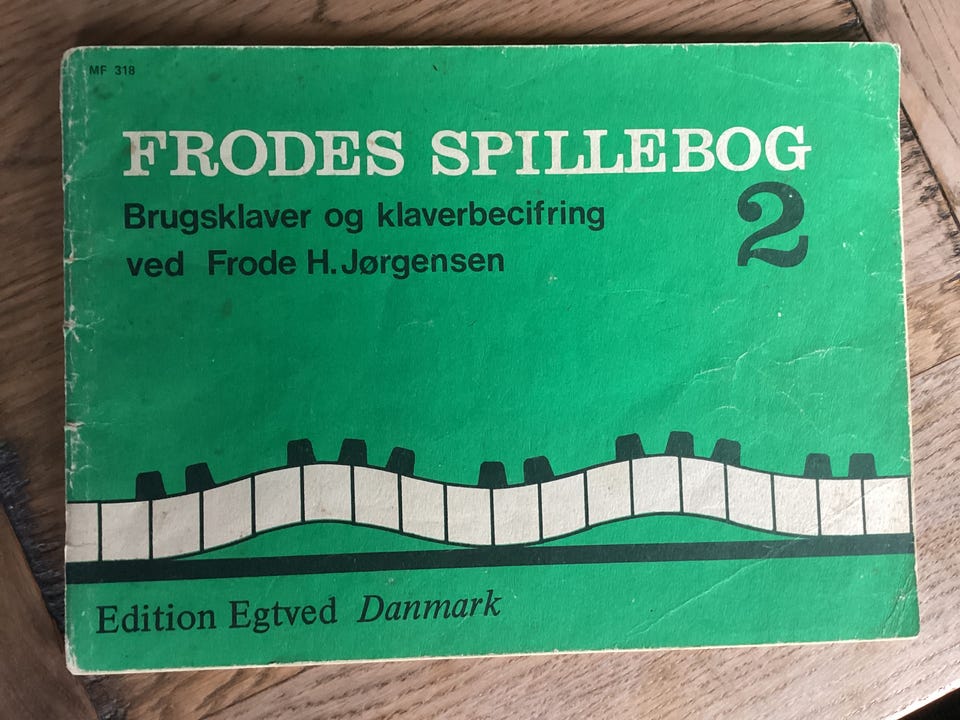 MF 318
FRODES SPILLEBOG
2
Brugsklaver og klaverbecifring
ved Frode H. Jørgensen
Edition Egtved Danmark